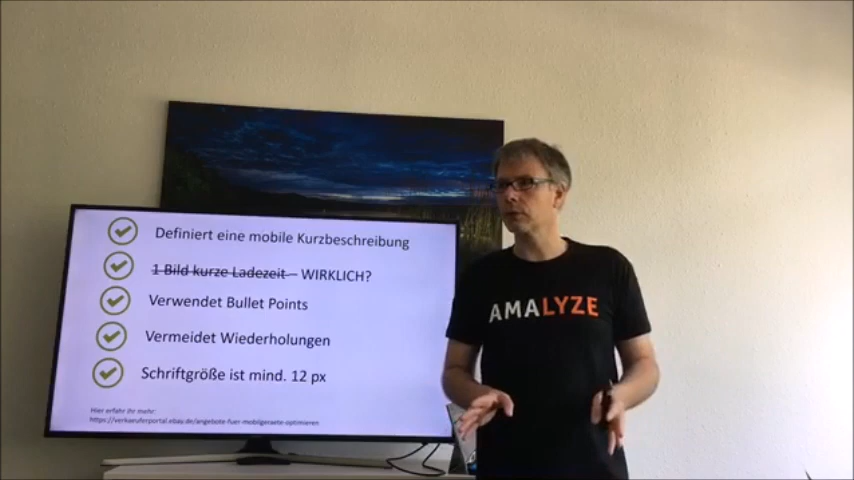 Definiert eine mobile Kurzbeschreibung
1 Bild kurze Ladezeit – WIRKLICH?
Verwendet Bullet Points
Vermeidet Wiederholungen
Schriftgröße ist mind. 12 px
Hier erfahr ihr mehr:
https://verkaeuferportal.ebay.de/angebote-fuer-mobilgeraete-optimieren
AMALYZE